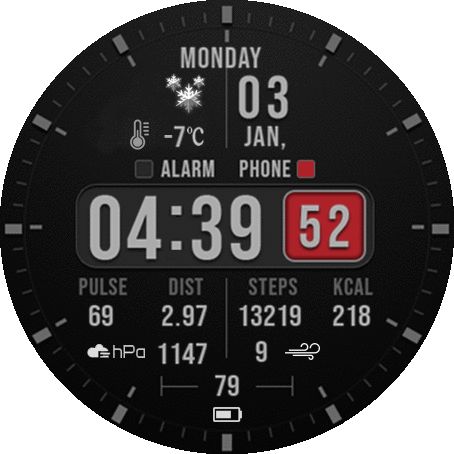 MONDAY
03
-7°C JAN,
ALARM PHONE
04:39 52
PULSE DIST STEPS KCAL
69 2.97 13219 218
hPa 1147 9
79